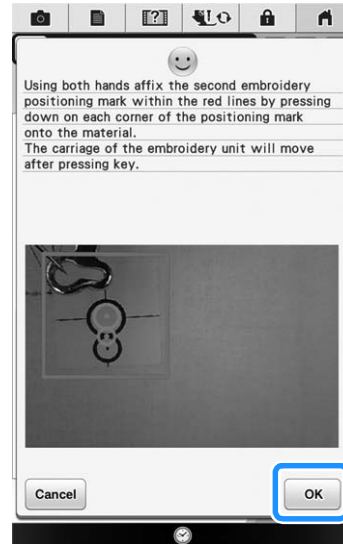 [?]
Using both hands affix the second embroidery
positioning mark within the red lines by pressing
down on each corner of the positioning mark
onto the material.
The carriage of the embroidery unit will move
after pressing key.
Cancel
OK